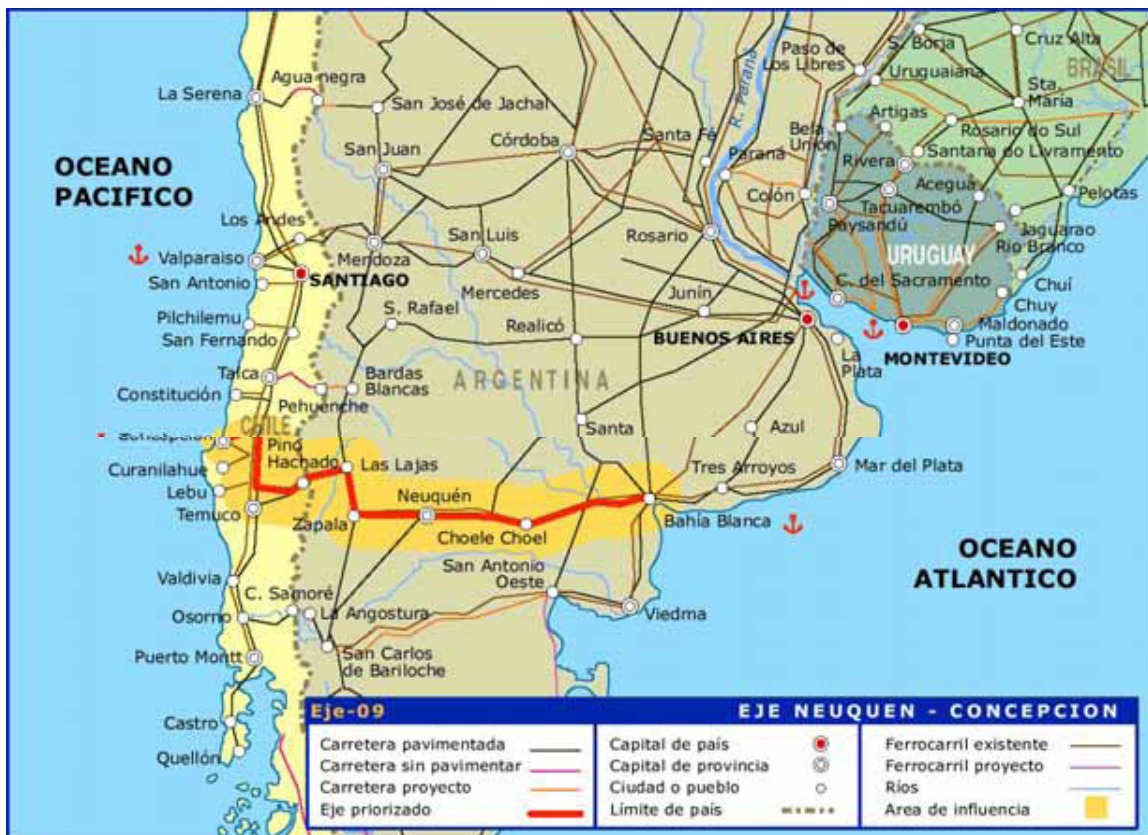 Paso de
Los Libres
S. Borja
Cruz Alta
BRASIL
Uruguaiana
Sta.
Maria
Agua negra
La Serena
San José de Jachal
R. Paraná
Artigas
Bela
Unión
Rosario do Sul
Santa Fé
Córdoba
San Juan
Paraná
Rivera
Santana do Livramento
OCEANO
PACIFICO
Acegua
Pelotas
Colón
Tacuarembó
Paysandú
Jaguarao
Rio Branco
Los Andes
San Luis
Rosario
URUGUAY
Valparaiso
Mendoza
SANTIAGO
San Antonio
Mercedes
C. del Sacramento
Chuí
Junín
Chuy
S. Rafael
Pilchilemu
San Fernando
Realicó
BUENOS AIRES
Maldonado
Punta del Este
La
Plata
MONTEVIDEO
Talca
Bardas
Blancas
ARGENTINA
Constitución
Pehuenche
CHILE
Santa
Azul
Concepción
Pino
Hachado
Curanilahue
Las Lajas
Tres Arroyos
Mar del Plata
Lebu
Neuquén
Temuco
Zapala
Choele Choel
Bahía Blanca
OCEANO
ATLANTICO
San Antonio
Oeste
Valdivia
C. Samoré
Osorno
La Angostura
Viedma
Puerto Montt
San Carlos
de Bariloche
Castro
Quellón
Eje-09
EJE NEUQUEN - CONCEPCION
Carretera pavimentada
Carretera sin pavimentar
Carretera proyecto
Eje priorizado
Capital de país
Capital de provincia
Ciudad o pueblo
Límite de país
Ferrocarril existente
Ferrocarril proyecto
Ríos
Area de influencia